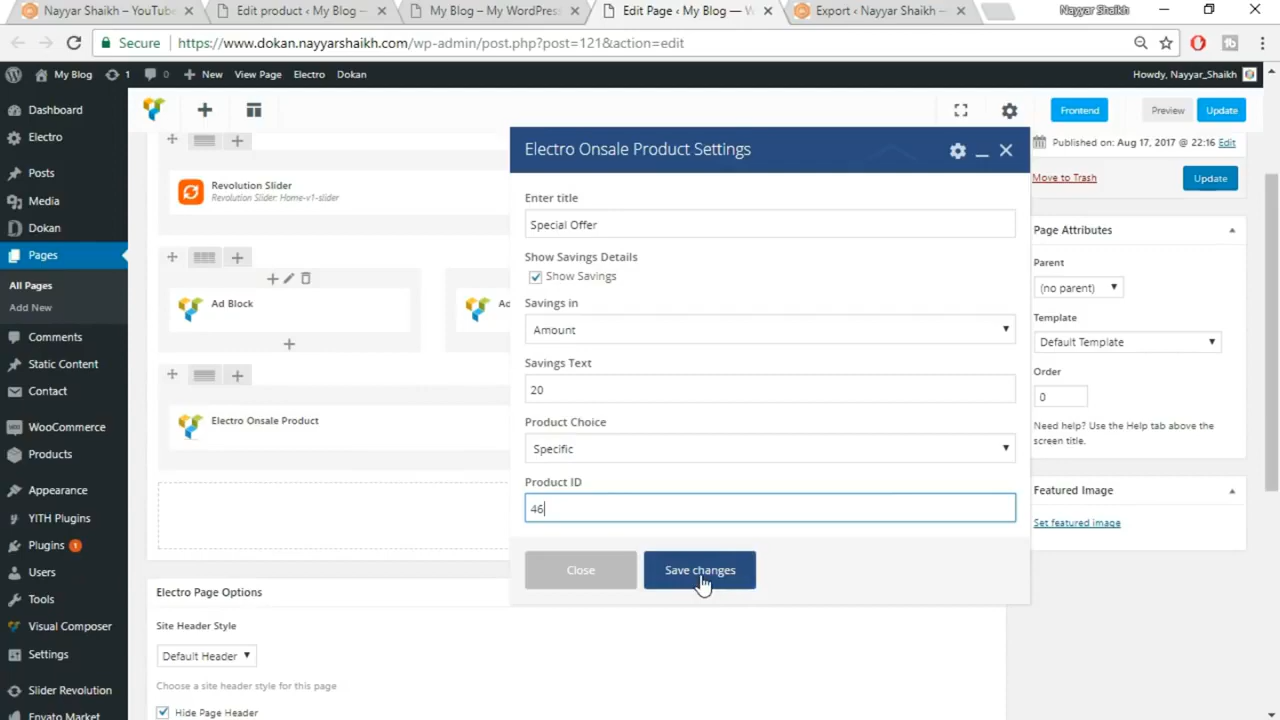 Nayyar Shaikh – YouTube
Edit product ‹ My Blog —
My Blog – My WordPress
Edit Page ‹ My Blog — W
Export ‹ Nayyar Shaikh —
Nayyar Shaikh
Secure
https://www.dokan.nayyarshaikh.com/wp-admin/post.php?post=121&action=edit
My Blog
1
0
New
View Page
Electro
Dokan
Howdy, Nayyar_Shaikh
Dashboard
Electro
Posts
Media
Dokan
Pages
All Pages
Add New
Comments
Static Content
Contact
WooCommerce
Products
Appearance
YITH Plugins
Plugins 1
Users
Tools
Visual Composer
Settings
Slider Revolution
Envato Market
Frontend
Preview
Update
Revolution Slider
Revolution Slider: Home-v1-slider
Ad Block
Electro Onsale Product
Electro Onsale Product Settings
Enter title
Special Offer
Show Savings Details
Show Savings
Savings in
Amount
Savings Text
20
Product Choice
Specific
Product ID
46
Close
Save changes
Electro Page Options
Site Header Style
Default Header
Choose a site header style for this page
Hide Page Header
Published on: Aug 17, 2017 @ 22:16 Edit
Move to Trash
Update
Page Attributes
Parent
(no parent)
Template
Default Template
Order
0
Need help? Use the Help tab above the
screen title.
Featured Image
Set featured image